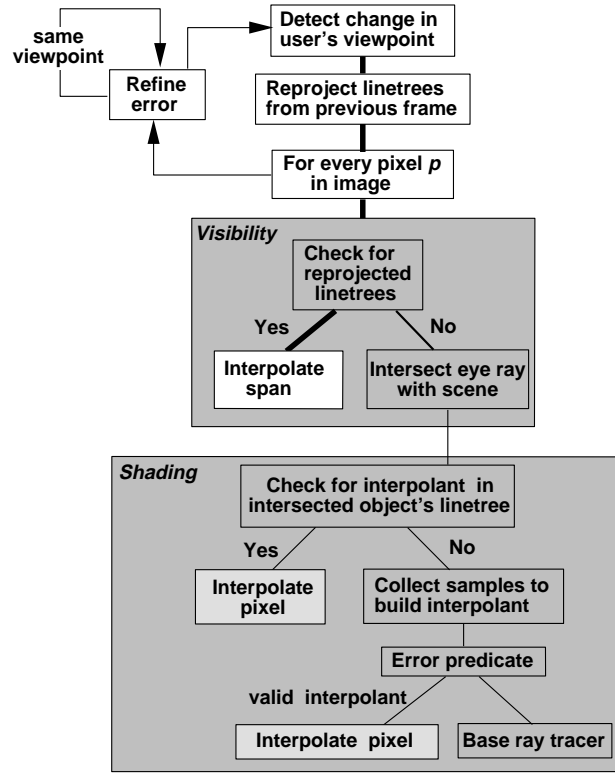 Detect change in
user's viewpoint
same
viewpoint
Refine
error
Reproject linetrees
from previous frame
For every pixel p
in image
Visibility
Check for
reprojected
linetrees
Yes
No
Interpolate
span
Intersect eye ray
with scene
Shading
Check for interpolant in
intersected object's linetree
Yes
No
Interpolate
pixel
Collect samples to
build interpolant
Error predicate
valid interpolant
Interpolate pixel
Base ray tracer